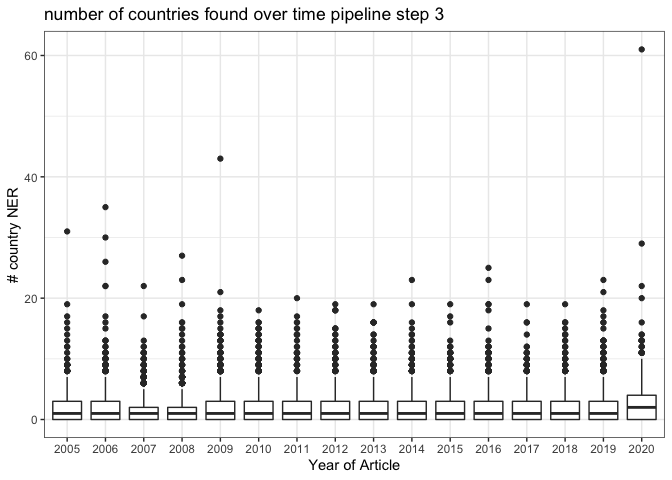 number of countries found over time pipeline step 3
# country NER
60
40
20
0
2005 2006 2007 2008 2009 2010 2011 2012 2013 2014 2015 2016 2017 2018 2019 2020
Year of Article